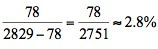 78/(2829 − 78) = 78/2751 ≈ 2.8%